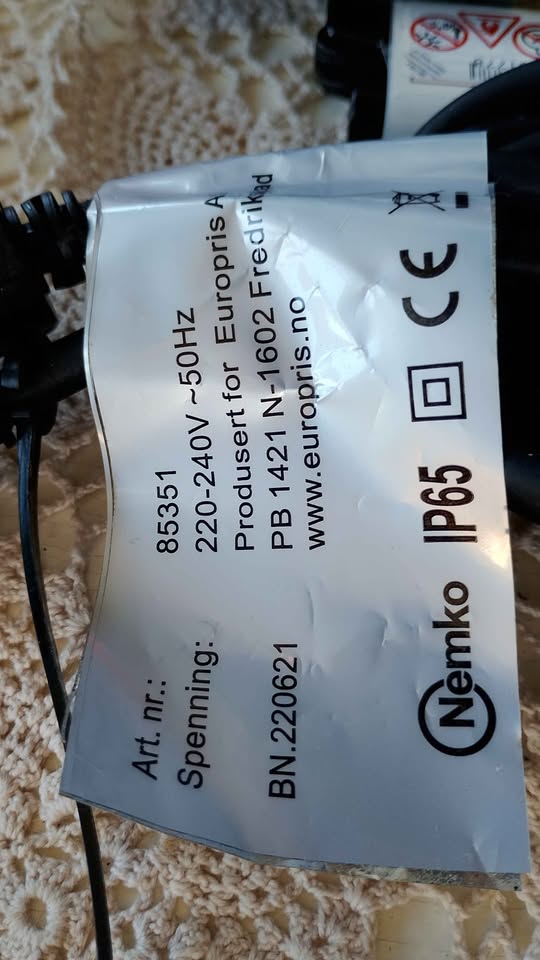 Art. nr.: 85351
Spenning: 220-240V ~50Hz
Produsert for Europris A
BN.220621 PB 1421 N-1602 Fredrikstad
www.europris.no
Nemko IP65 CE